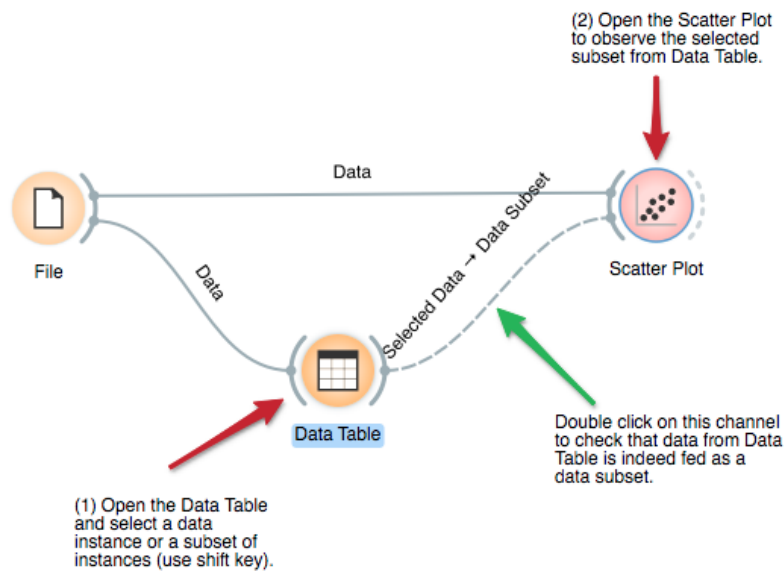 (2) Open the Scatter Plot
to observe the selected
subset from Data Table.
Data
File
Scatter Plot
Data
Selected Data → Data Subset
Data Table
Double click on this channel
to check that data from Data
Table is indeed fed as a
data subset.
(1) Open the Data Table
and select a data
instance or a subset of
instances (use shift key).